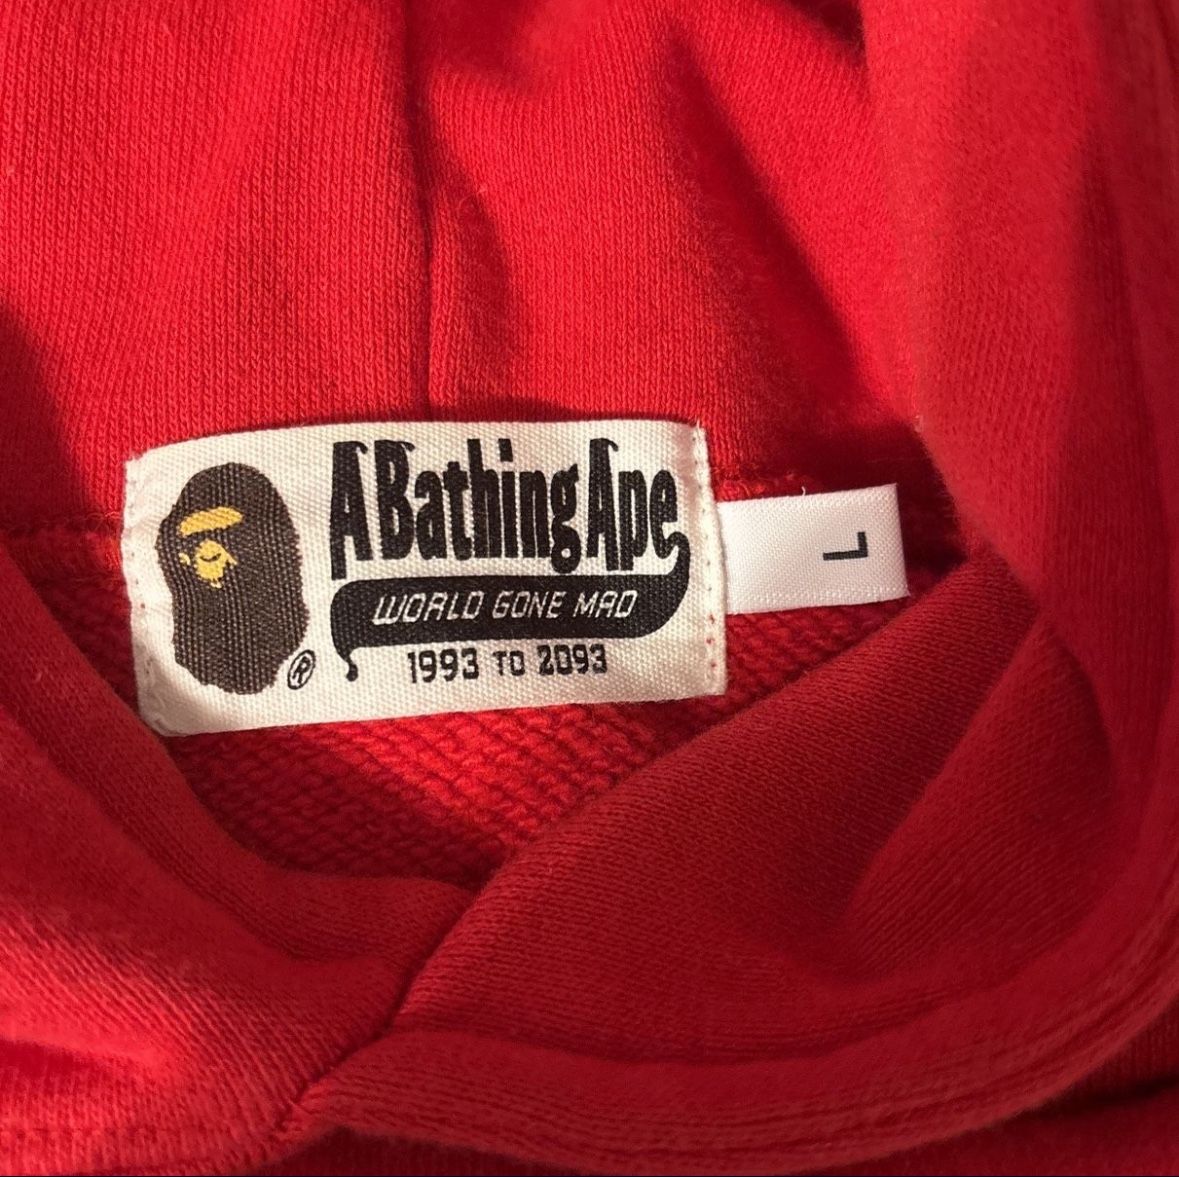 A Bathing Ape
WORLD GONE MAD
1993 TO 2093
®
L